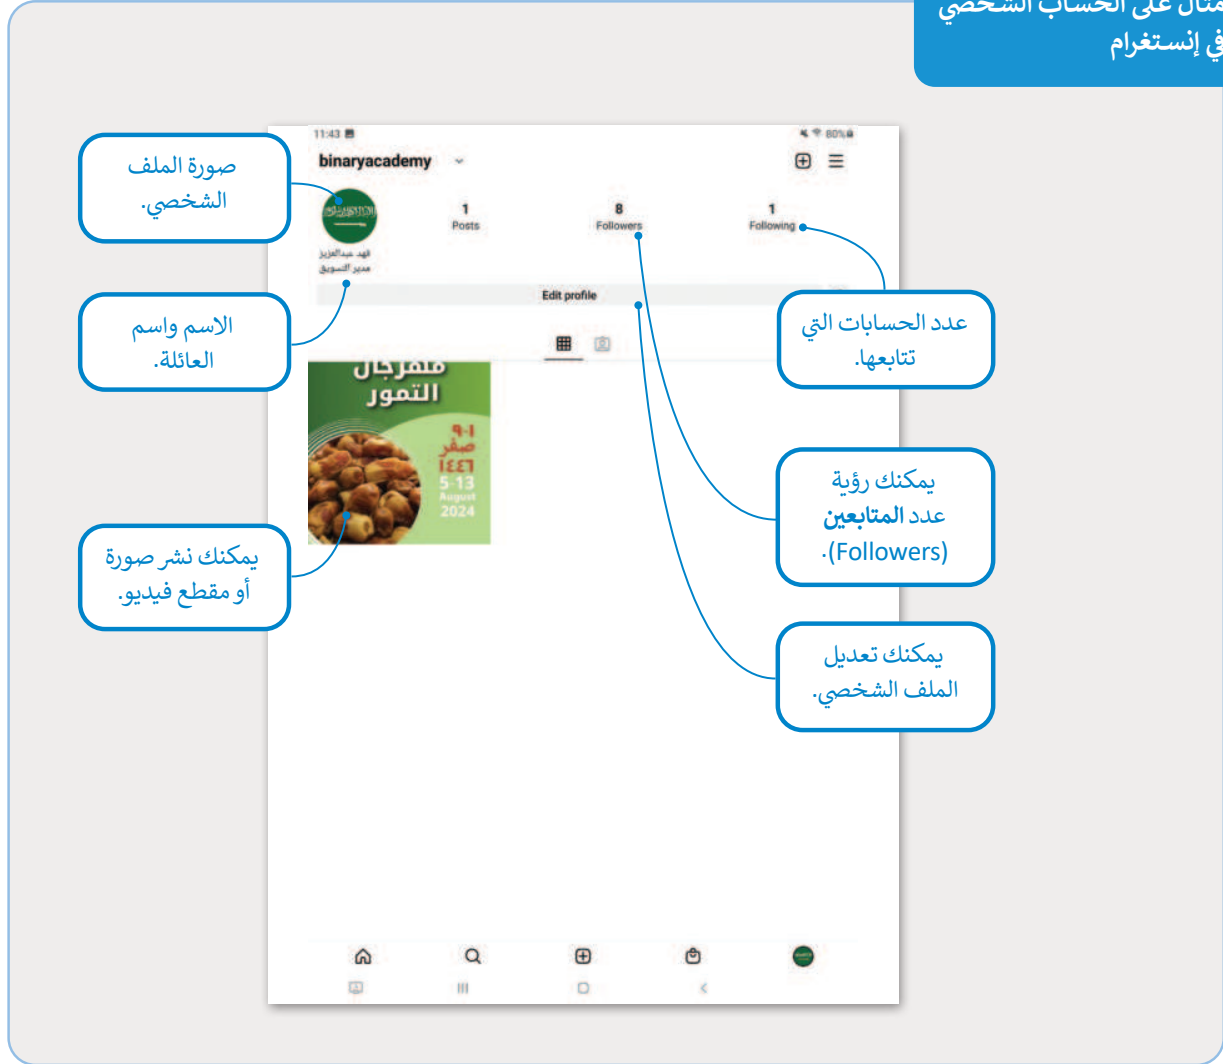 مثال على الحساب الشخصي
في إنستغرام
11:43
80%
binaryacademy
1
Posts
8
Followers
1
Following
فهد عبدالعزيز
مدير التسويق
Edit profile
مهرجان
التمور
٩-١
صفر
١٤٤٦
5-13
August
2024
صورة الملف
الشخصي.
الاسم واسم
العائلة.
يمكنك نشر صورة
أو مقطع فيديو.
عدد الحسابات التي
تتابعها.
يمكنك رؤية
عدد المتابعين
(Followers).
يمكنك تعديل
الملف الشخصي.